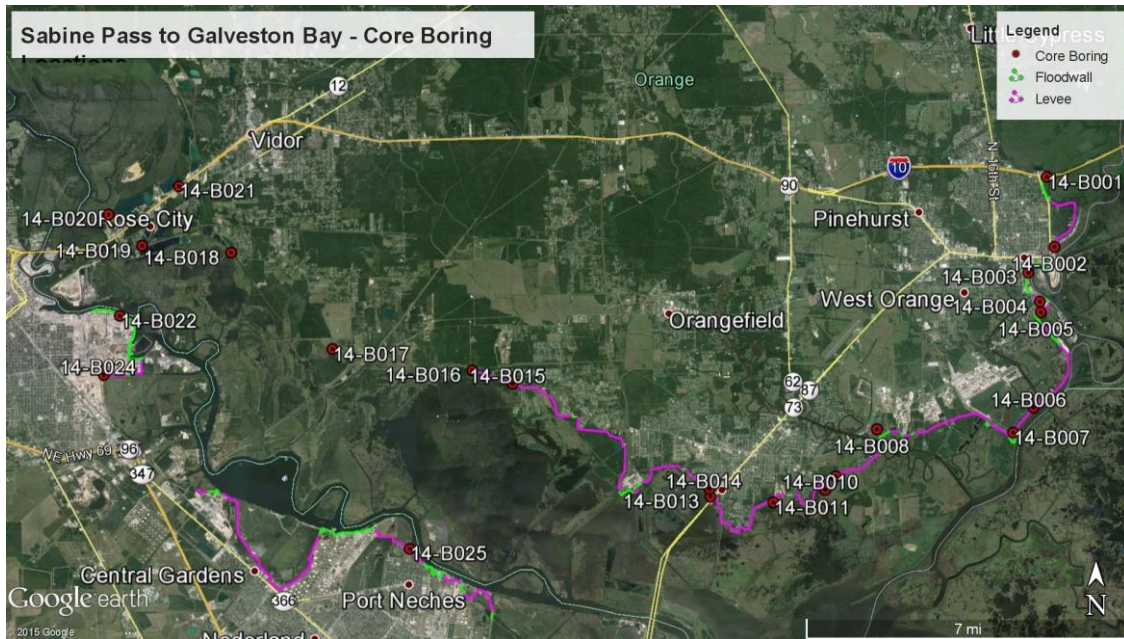 Sabine Pass to Galveston Bay - Core Boring
Locations
Legend
Core Boring
Floodwall
Levee
Little Cypress
Orange
12
Vidor
N 16th St
10
90
14-B001
14-B021
14-B020
Rose City
Pinehurst
14-B019
14-B018
14-B002
14-B003
West Orange
14-B004
14-B005
14-B022
Orangefield
14-B017
14-B024
14-B016
14-B015
62
87
73
14-B006
14-B007
14-B008
NE Hwy 69
96
347
14-B014
14-B013
14-B010
14-B011
14-B025
Central Gardens
366
Port Neches
Nederland
Google earth
© 2015 Google
N
7 mi